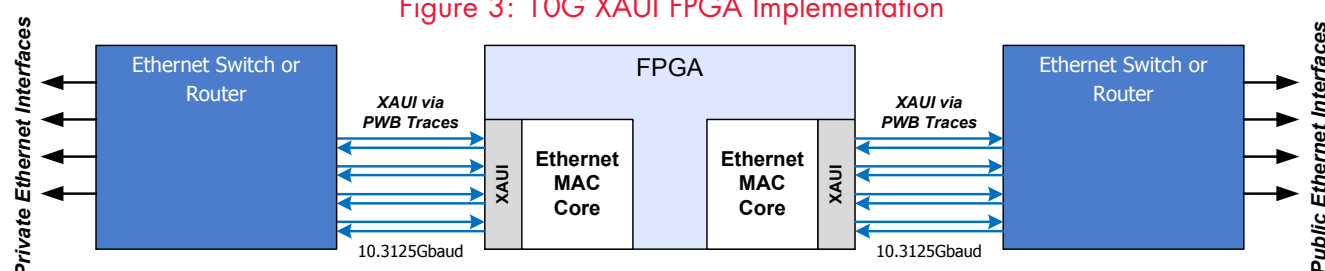 Figure 3: 10G XAUI FPGA Implementation
Private Ethernet Interfaces
Ethernet Switch or
Router
XAUI via
PWB Traces
10.3125Gbaud
FPGA
XAUI
Ethernet
MAC
Core
Ethernet
MAC
Core
XAUI
XAUI via
PWB Traces
10.3125Gbaud
Ethernet Switch or
Router
Public Ethernet Interfaces